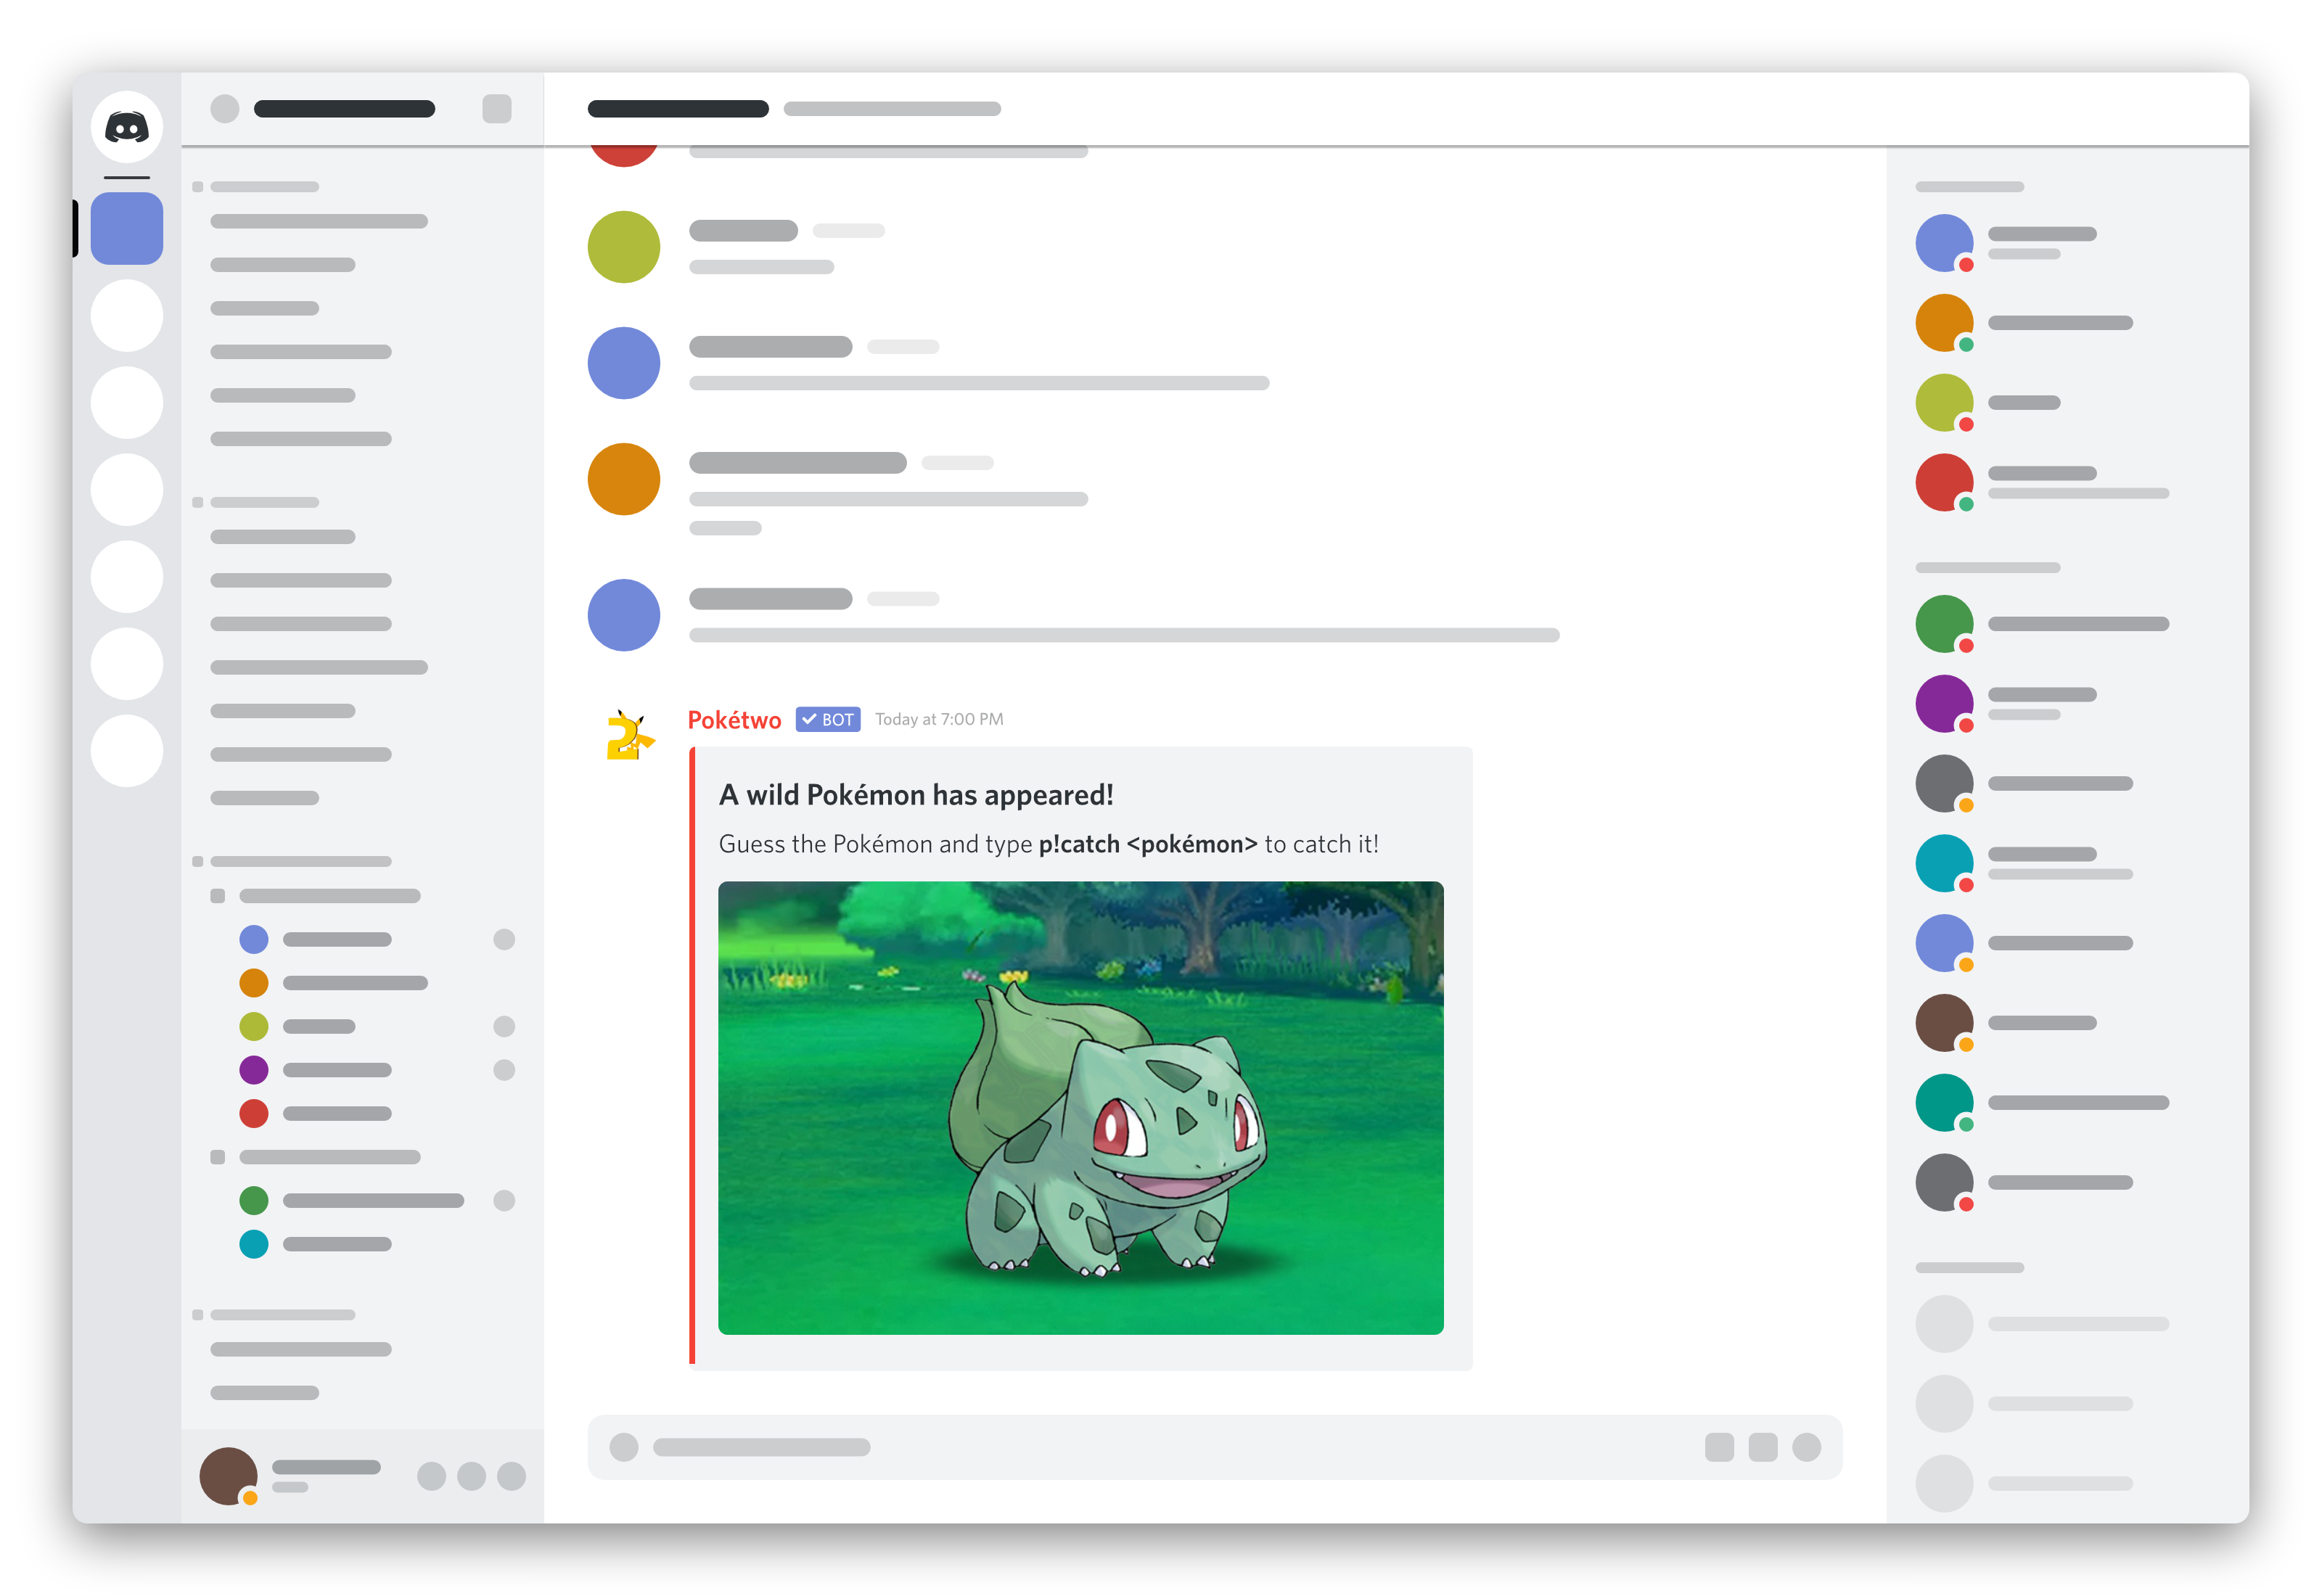 Pokétwo BOT Today at 7:00 PM
A wild Pokémon has appeared!
Guess the Pokémon and type p!catch <pokémon> to catch it!